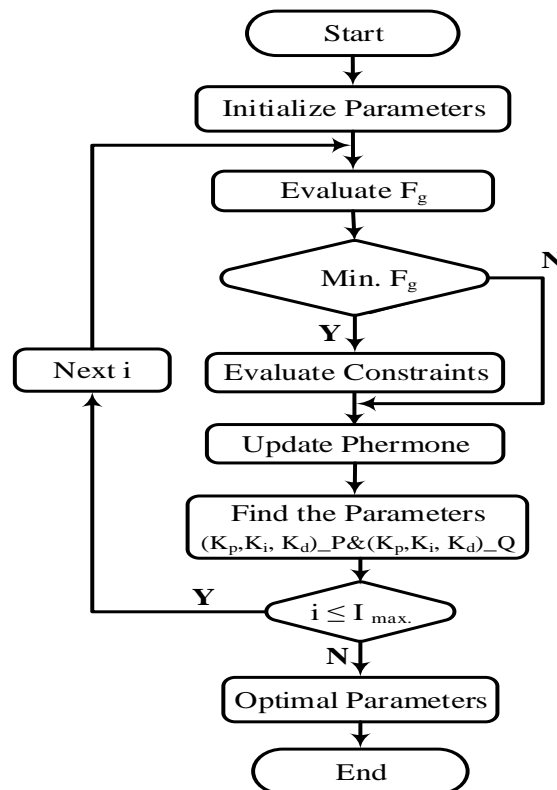 Start
Initialize Parameters
Evaluate F_g
Min. F_g
N
Y
Next i
Evaluate Constraints
Update Phermone
Find the Parameters
(K_p,K_i, K_d)_P&(K_p,K_i, K_d)_Q
Y
i ≤ I max.
N
Optimal Parameters
End